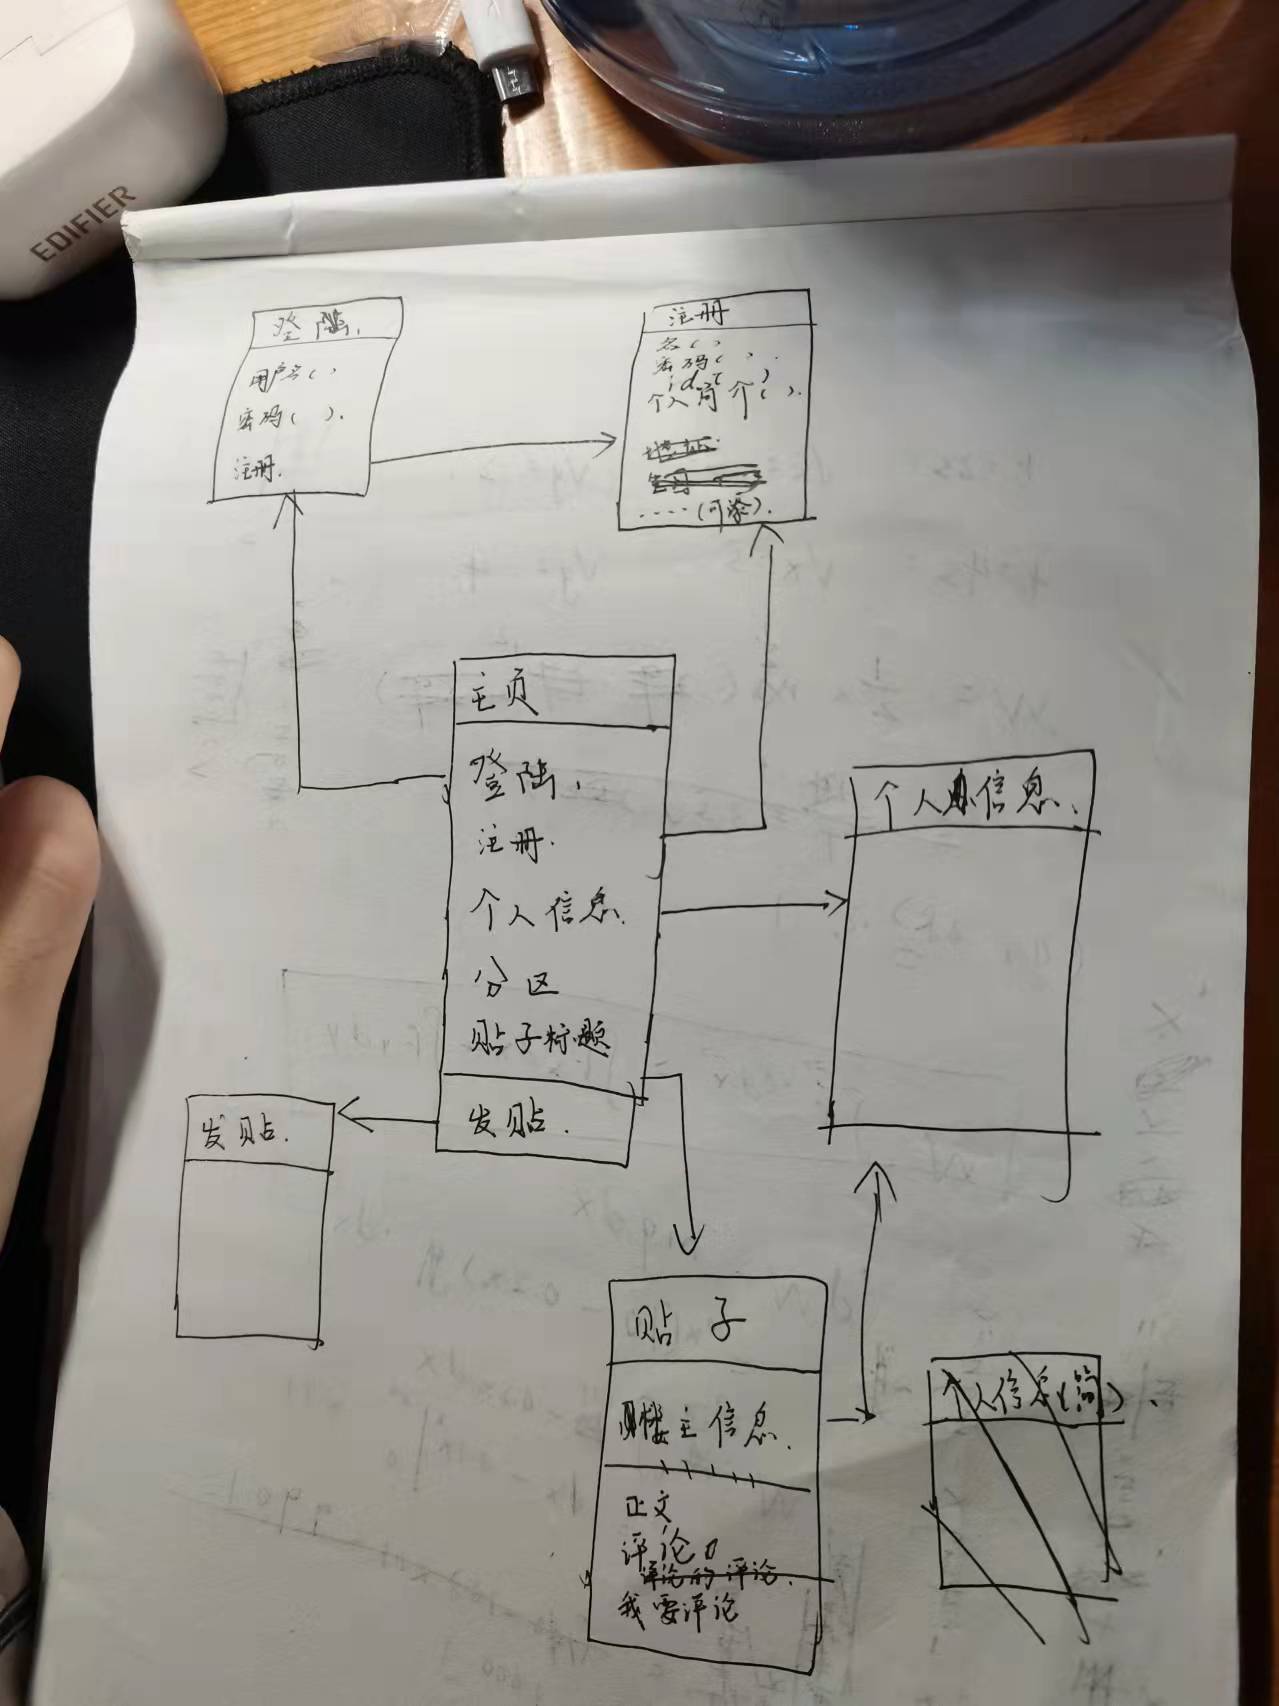 EDIFIER
登陆.
用户名( )
密码( ).
注册.
注册
名( )
密码( ).
id( )
个人简介( ).
....(可添).
主页
登陆.
注册.
个人信息.
分区
贴子标题
发贴.
个人信息.
发贴.
贴子
楼主信息.
正文
评论
评论的评论.
我要评论
个人信息(简).